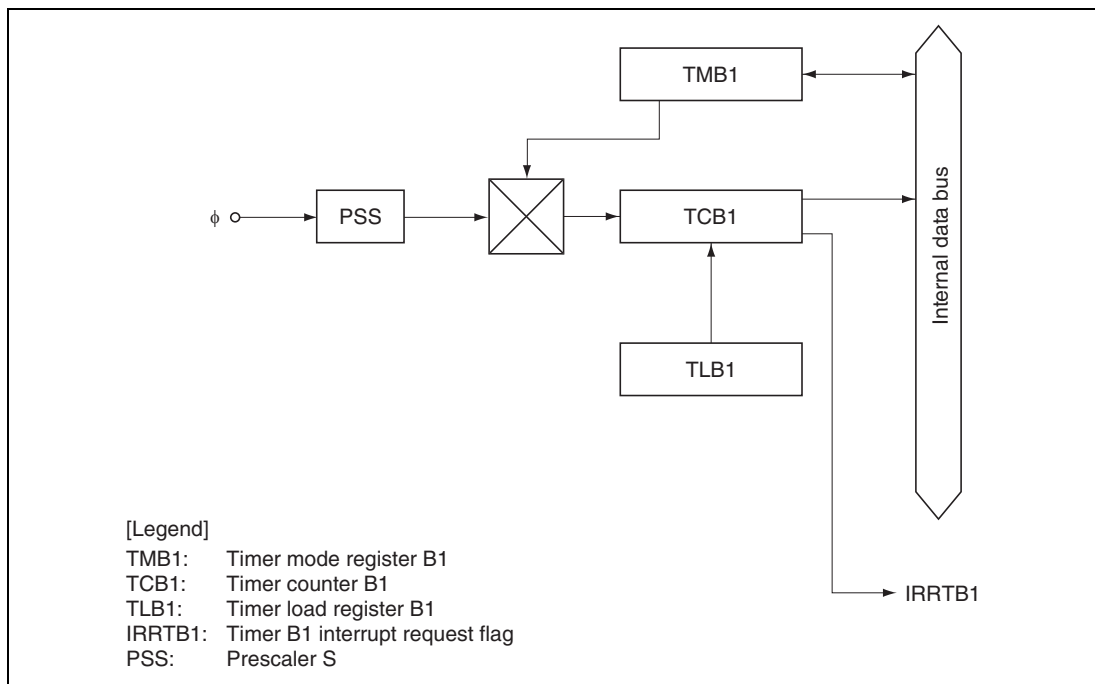 TMB1
ϕ
PSS
TCB1
Internal data bus
TLB1
IRRTB1
[Legend]
TMB1: Timer mode register B1
TCB1: Timer counter B1
TLB1: Timer load register B1
IRRTB1: Timer B1 interrupt request flag
PSS: Prescaler S